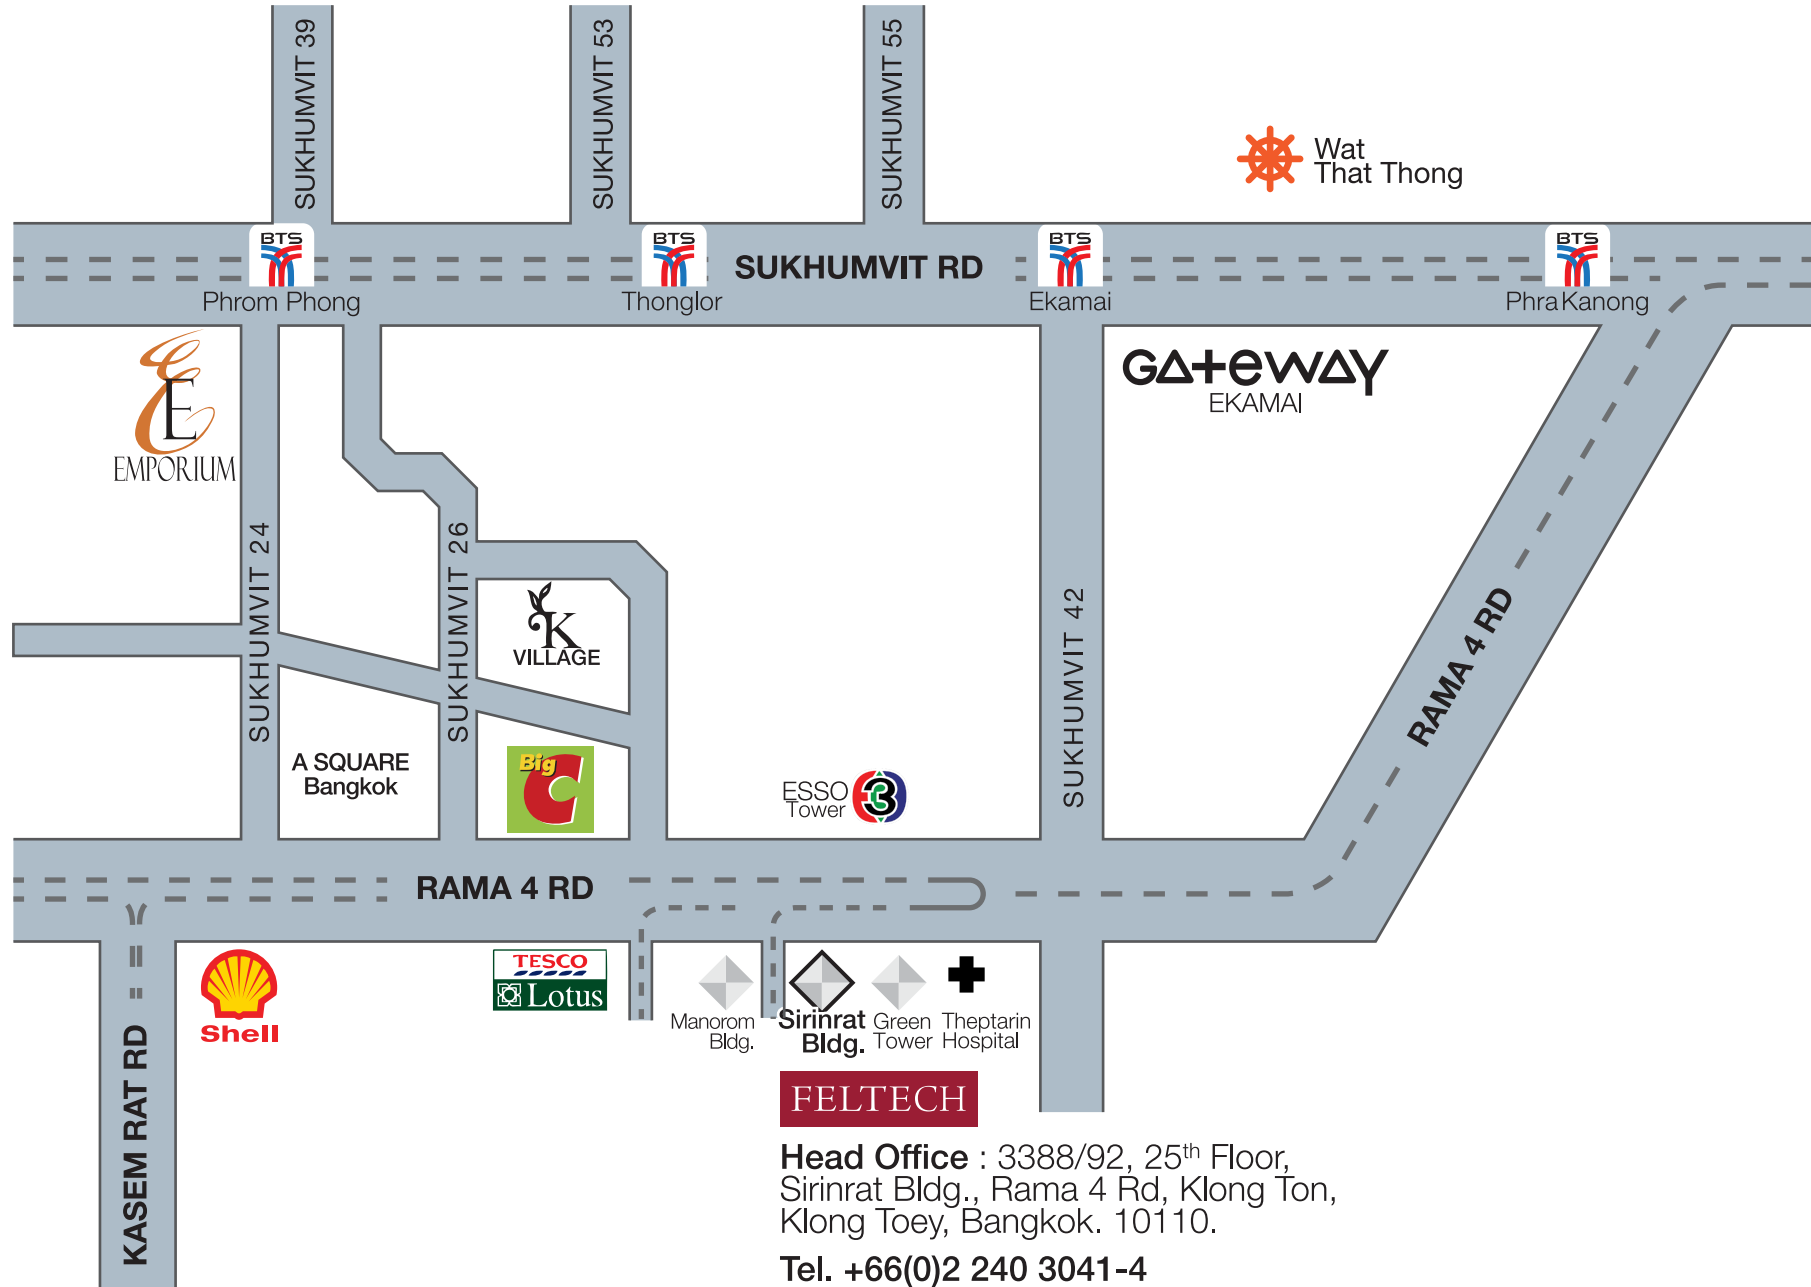 SUKHUMVIT 39
SUKHUMVIT 53
SUKHUMVIT 55
Wat
That Thong
BTS
BTS
BTS
BTS
SUKHUMVIT RD
Phrom Phong
Thonglor
Ekamai
Phra Kanong
E
EMPORIUM
GATEWAY
EKAMAI
SUKHUMVIT 24
SUKHUMVIT 26
K
VILLAGE
SUKHUMVIT 42
RAMA 4 RD
A SQUARE
Bangkok
Big
C
ESSO
Tower
3
RAMA 4 RD
KASEM RAT RD
Shell
TESCO
Lotus
Manorom
Bldg.
Sirinrat
Bldg.
Green
Tower
Theptarin
Hospital
FELTECH
Head Office : 3388/92, 25th Floor,
Sirinrat Bldg., Rama 4 Rd, Klong Ton,
Klong Toey, Bangkok. 10110.
Tel. +66(0)2 240 3041-4